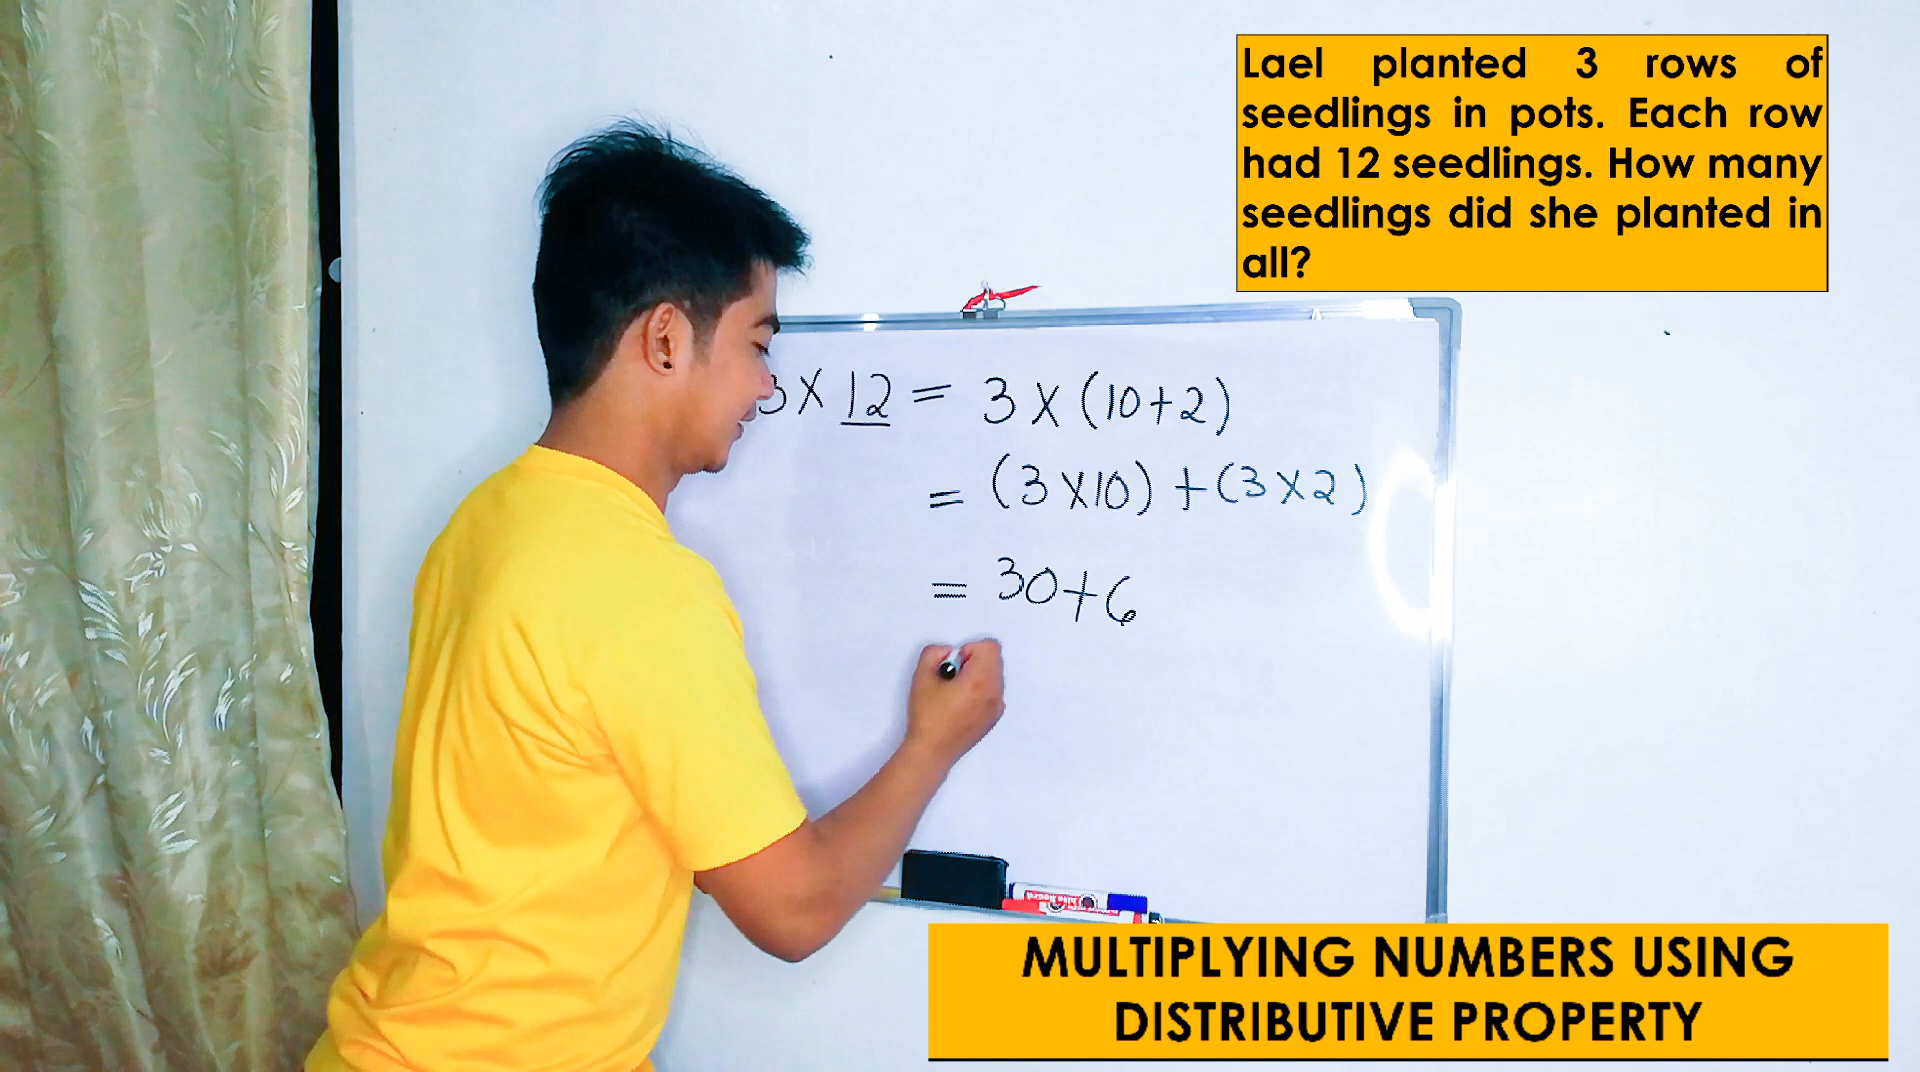 Lael planted 3 rows of
seedlings in pots. Each row
had 12 seedlings. How many
seedlings did she planted in
all?
3 X 12 = 3 X (10+2)
= (3 X 10) + (3 X 2)
= 30+6
MULTIPLYING NUMBERS USING
DISTRIBUTIVE PROPERTY